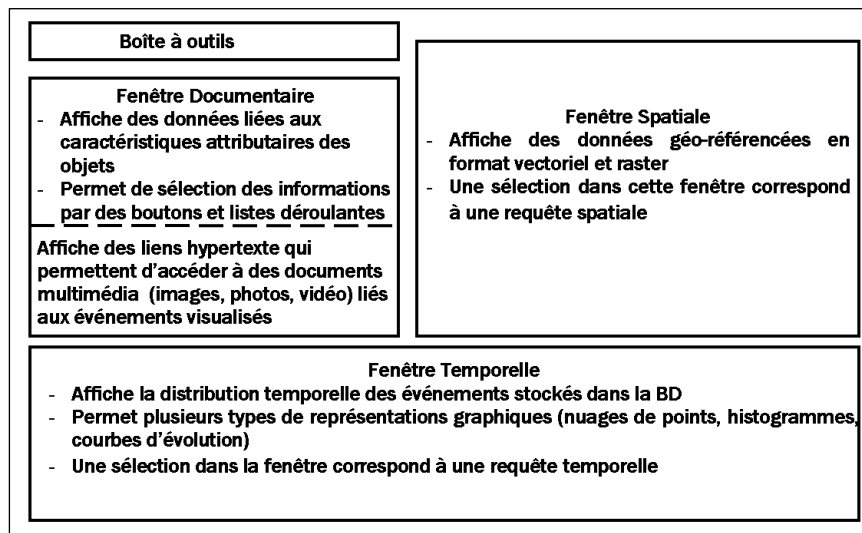 Boîte à outils
Fenêtre Documentaire
- Affiche des données liées aux
caractéristiques attributaires des
objets
- Permet de sélection des informations
par des boutons et listes déroulantes
Affiche des liens hypertexte qui
permettent d'accéder à des documents
multimédia (images, photos, vidéo) liés
aux événements visualisés
Fenêtre Spatiale
- Affiche des données géo-référencées en
format vectoriel et raster
- Une sélection dans cette fenêtre correspond
à une requête spatiale
Fenêtre Temporelle
- Affiche la distribution temporelle des événements stockés dans la BD
- Permet plusieurs types de représentations graphiques (nuages de points, histogrammes,
courbes d'évolution)
- Une sélection dans la fenêtre correspond à une requête temporelle